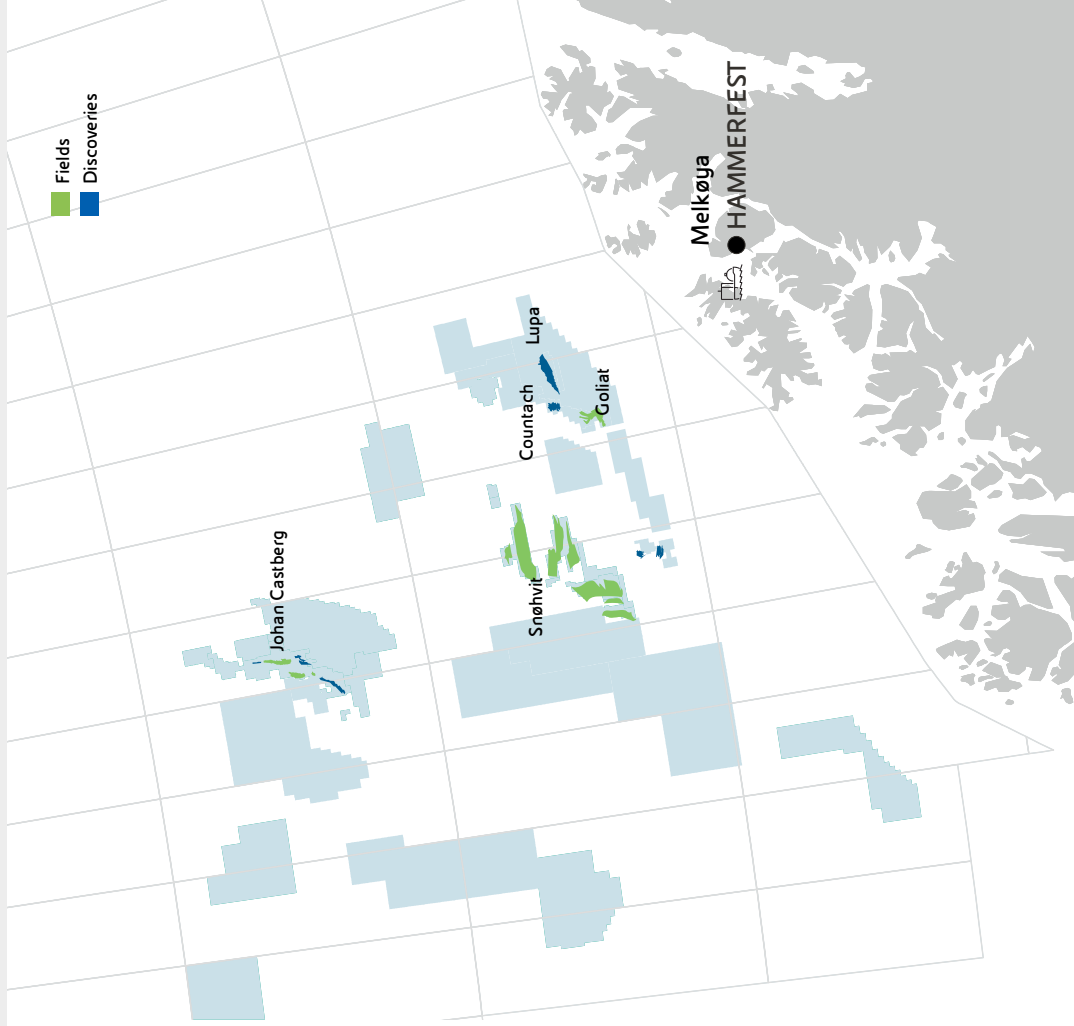 Fields
Discoveries
Melkøya
HAMMERFEST
Lupa
Goliat
Countach
Snøhvit
Johan Castberg